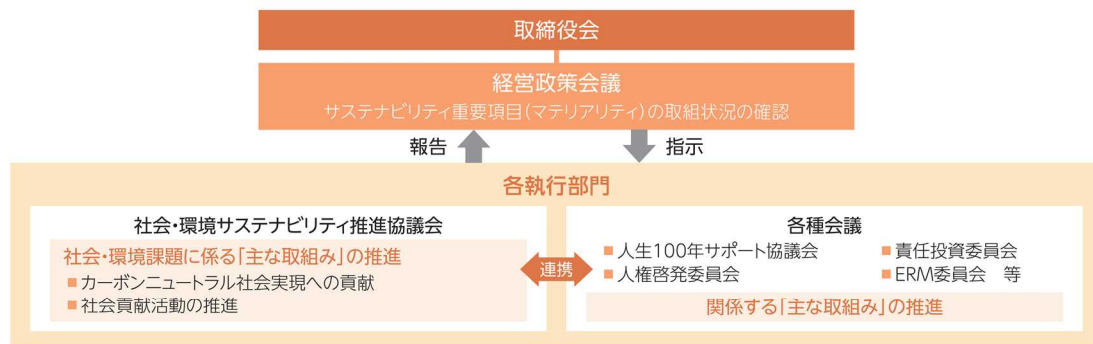 取締役会
経営政策会議
サステナビリティ重要項目(マテリアリティ)の取組状況の確認
報告
指示
各執行部門
社会・環境サステナビリティ推進協議会
社会・環境課題に係る「主な取組み」の推進
■ カーボンニュートラル社会実現への貢献
■ 社会貢献活動の推進
連携
各種会議
■ 人生100年サポート協議会
■ 責任投資委員会
■ 人権啓発委員会
■ ERM委員会　等
関係する「主な取組み」の推進